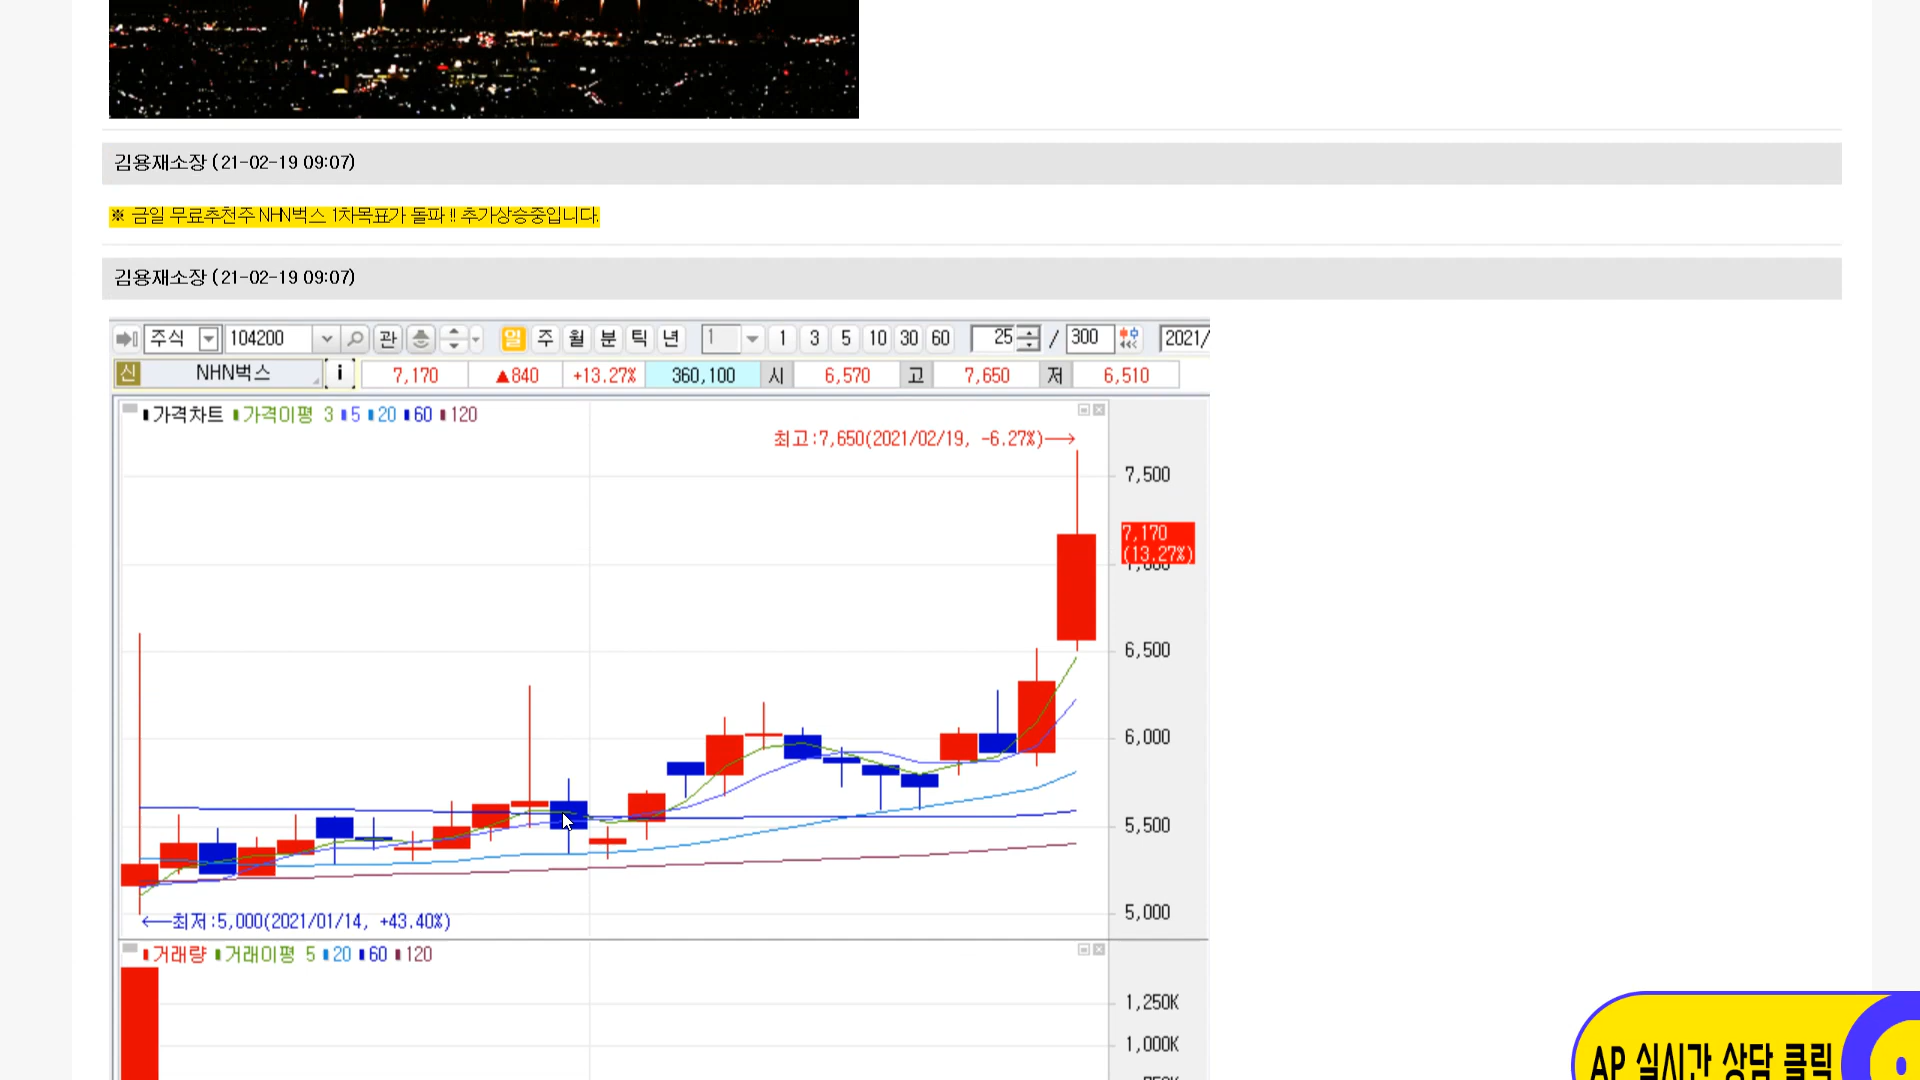 김용재소장 (21-02-19 09:07)
※ 금일 무료추천주 NHN벅스 1차목표가 돌파 !! 추가상승중입니다.
김용재소장 (21-02-19 09:07)
주식 104200 관 일 주 월 분 틱 년 1 1 3 5 10 30 60 25 / 300 2021/
신 NHN벅스 i 7,170 ▲840 +13.27% 360,100 시 6,570 고 7,650 저 6,510
가격차트 가격이평 3 5 20 60 120
최고:7,650(2021/02/19, -6.27%)→
7,500
7,170
(13.27%)
6,500
6,000
5,500
5,000
←최저:5,000(2021/01/14, +43.40%)
거래량 거래이평 5 20 60 120
1,250K
1,000K
AP 실시간 상담 클릭